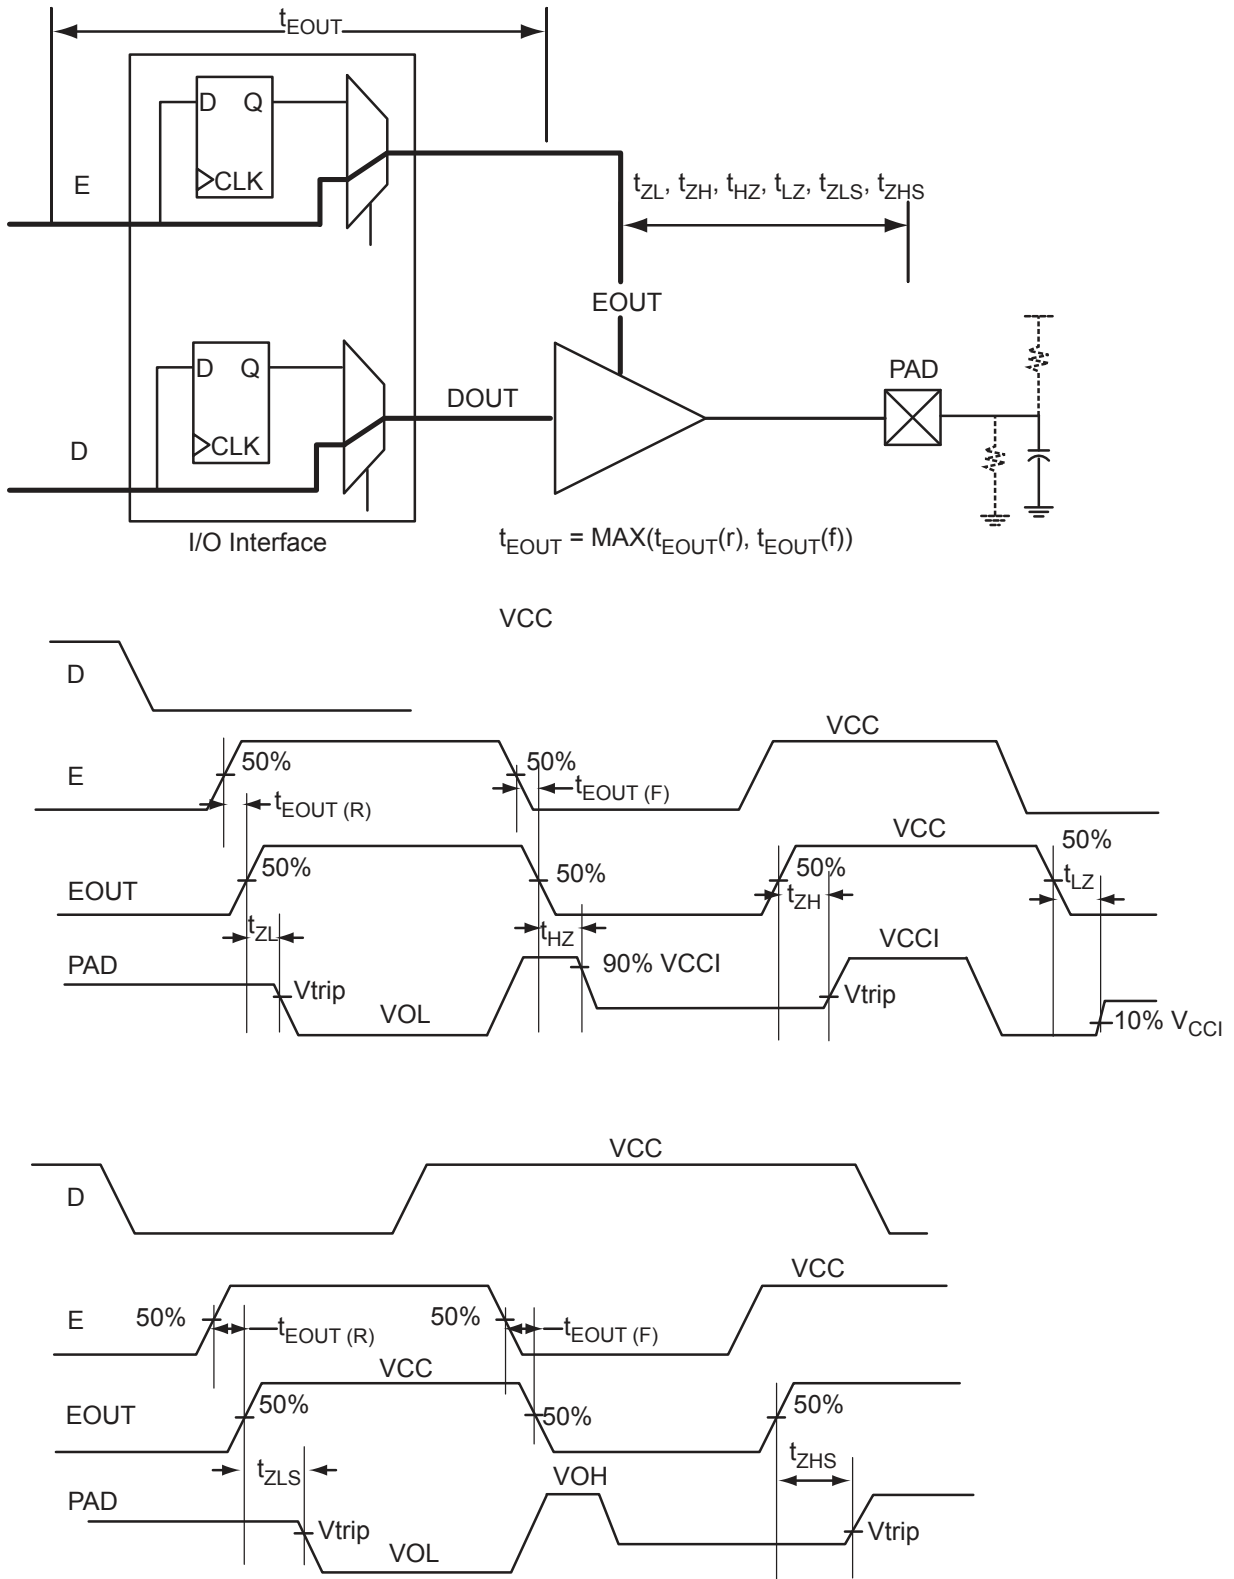 tEOUT
D Q
CLK
E
tZL, tZH, tHZ, tLZ, tZLS, tZHS
EOUT
D Q
CLK
DOUT
PAD
D
I/O Interface
tEOUT = MAX(tEOUT(r), tEOUT(f))
VCC
D
VCC
E
50%
50%
tEOUT (R)
tEOUT (F)
VCC
50%
EOUT
50%
50%
50%
tZL
tHZ
tZH
tLZ
PAD
Vtrip
VOL
90% VCCI
Vtrip
VCCI
10% VCCI
VCC
D
VCC
E
50%
50%
tEOUT (R)
tEOUT (F)
VCC
EOUT
50%
50%
50%
tZLS
tZHS
PAD
VOH
Vtrip
Vtrip
VOL